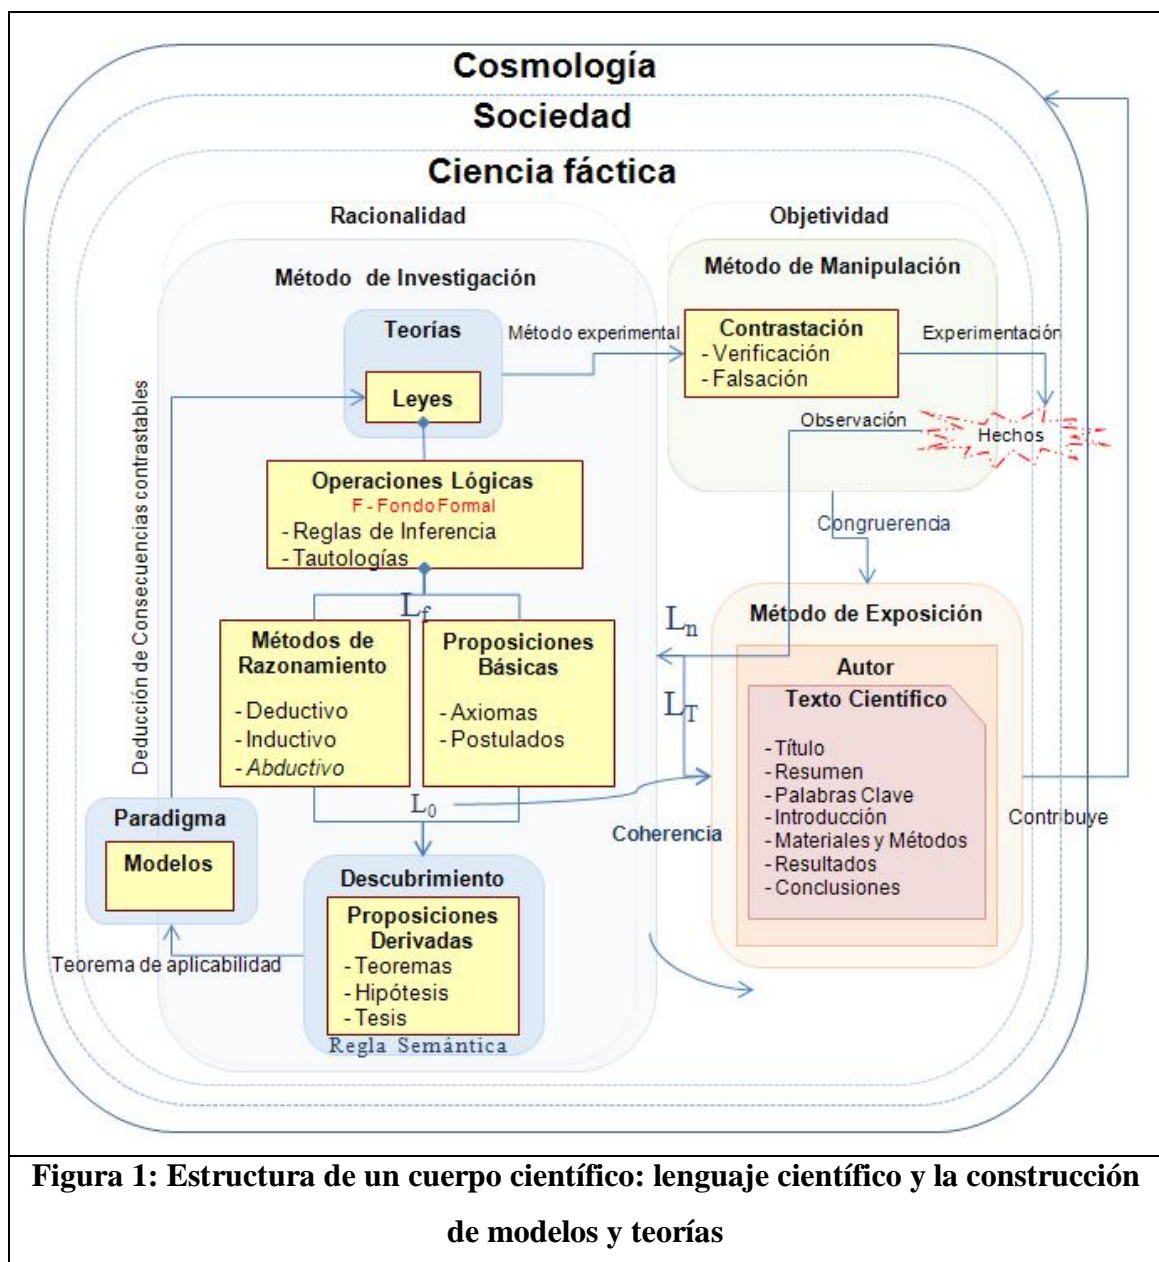 Cosmología
Sociedad
Ciencia fáctica
Racionalidad
Objetividad
Método de Investigación
Método de Manipulación
Teorías
Leyes
Método experimental
Contrastación
- Verificación
- Falsación
Experimentación
Observación
Hechos
Deducción de Consecuencias contrastables
Operaciones Lógicas
F - Fondo Formal
- Reglas de Inferencia
- Tautologías
Congruerencia
Lf
Métodos de
Razonamiento
- Deductivo
- Inductivo
- Abductivo
Proposiciones
Básicas
- Axiomas
- Postulados
Ln
LT
L0
Coherencia
Método de Exposición
Autor
Texto Científico
- Título
- Resumen
- Palabras Clave
- Introducción
- Materiales y Métodos
- Resultados
- Conclusiones
Contribuye
Paradigma
Modelos
Teorema de aplicabilidad
Descubrimiento
Proposiciones
Derivadas
- Teoremas
- Hipótesis
- Tesis
Regla Semántica
Figura 1: Estructura de un cuerpo científico: lenguaje científico y la construcción
de modelos y teorías